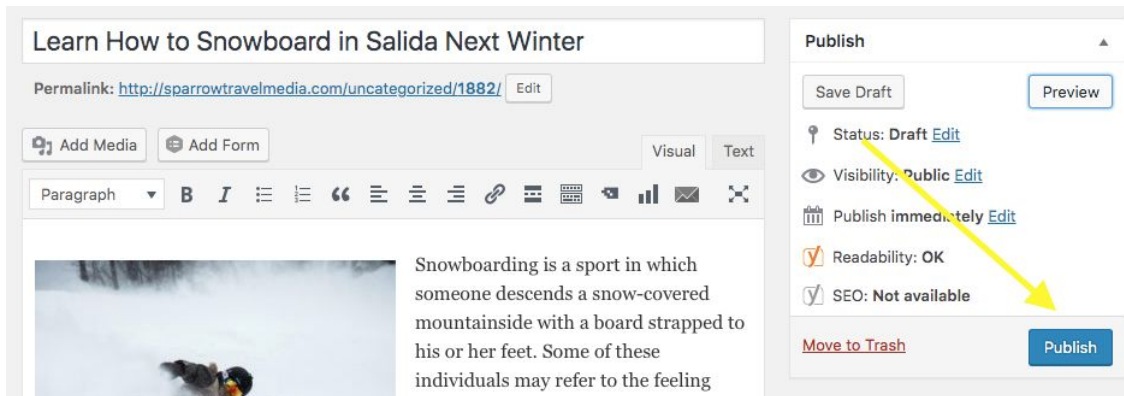 Learn How to Snowboard in Salida Next Winter
Permalink: http://sparrowtravelmedia.com/uncategorized/1882/ Edit
Add Media Add Form
Visual Text
Paragraph B I
Snowboarding is a sport in which
someone descends a snow-covered
mountainside with a board strapped to
his or her feet. Some of these
individuals may refer to the feeling
Publish
Save Draft Preview
Status: Draft Edit
Visibility: Public Edit
Publish immediately Edit
Readability: OK
SEO: Not available
Move to Trash Publish